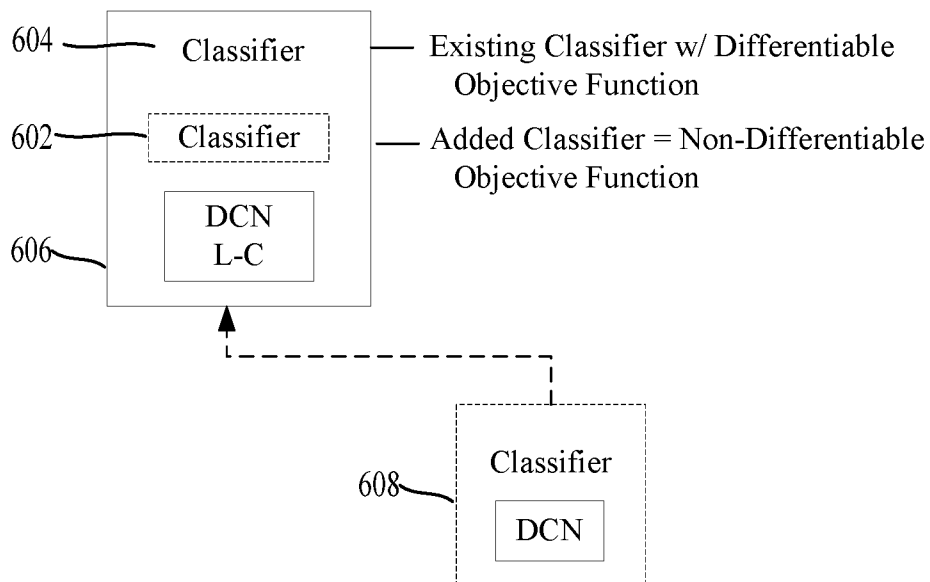 604
Classifier
Existing Classifier w/ Differentiable
Objective Function
602
Classifier
Added Classifier = Non-Differentiable
Objective Function
DCN
L-C
606
Classifier
608
DCN